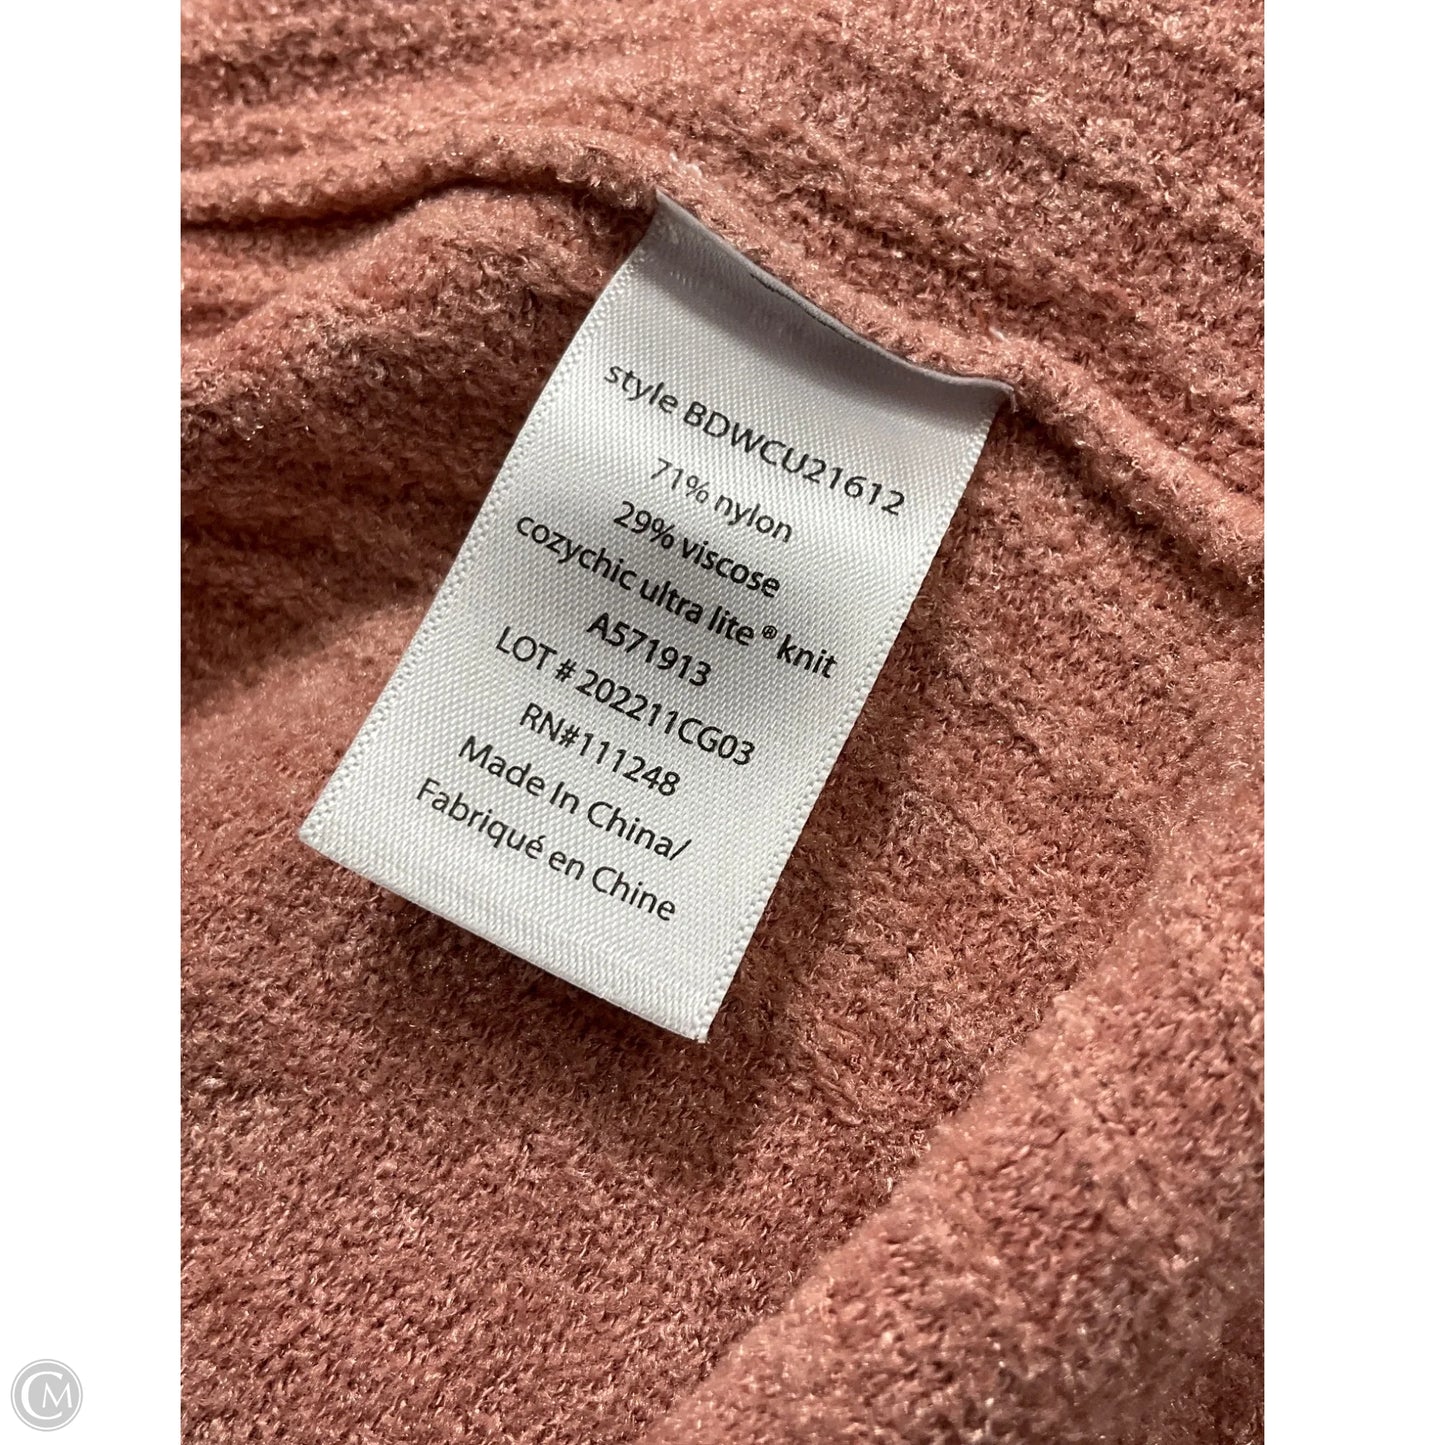 style BDWCU21612
71% nylon
29% viscose
cozychic ultra lite® knit
A571913
LOT # 202211CG03
RN#111248
Made In China/
Fabriqué en Chine
CM